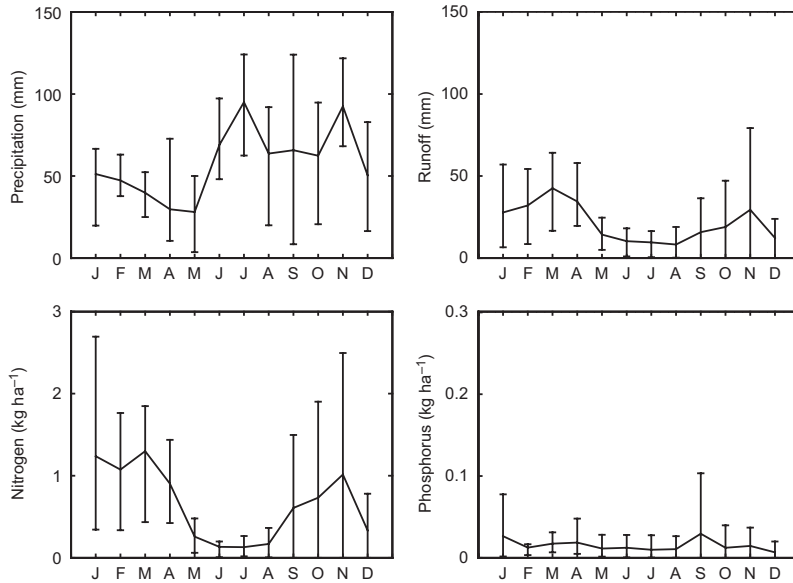 Precipitation (mm)
150
100
50
0
J F M A M J J A S O N D
Runoff (mm)
150
100
50
0
J F M A M J J A S O N D
Nitrogen (kg ha⁻¹)
3
2
1
0
J F M A M J J A S O N D
Phosphorus (kg ha⁻¹)
0.3
0.2
0.1
0
J F M A M J J A S O N D